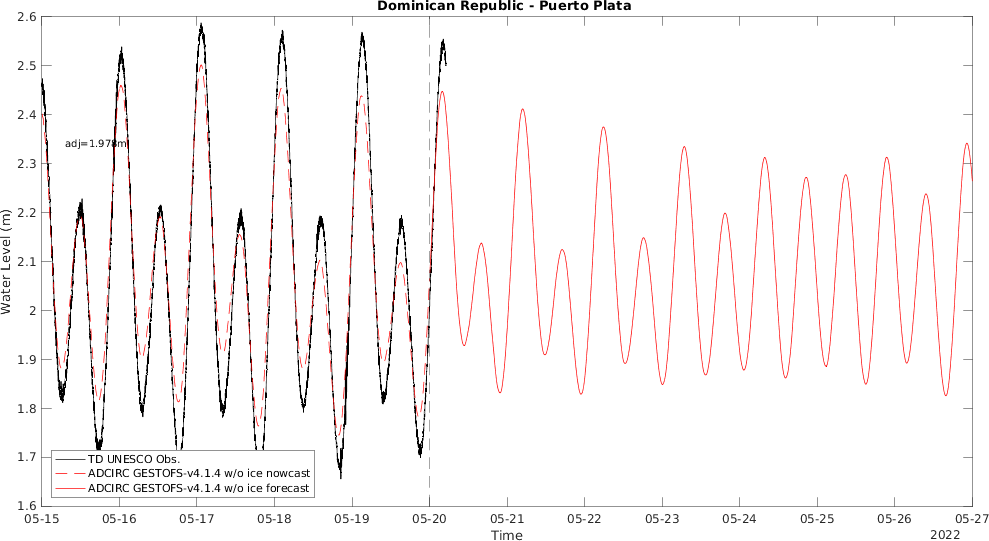 Dominican Republic - Puerto Plata
2.6
2.5
2.4
2.3
2.2
2.1
2
1.9
1.8
1.7
1.6
Water Level (m)
adj=1.978m
TD UNESCO Obs.
ADCIRC GESTOFS-v4.1.4 w/o ice nowcast
ADCIRC GESTOFS-v4.1.4 w/o ice forecast
05-15 05-16 05-17 05-18 05-19 05-20 05-21 05-22 05-23 05-24 05-25 05-26 05-27
Time
2022